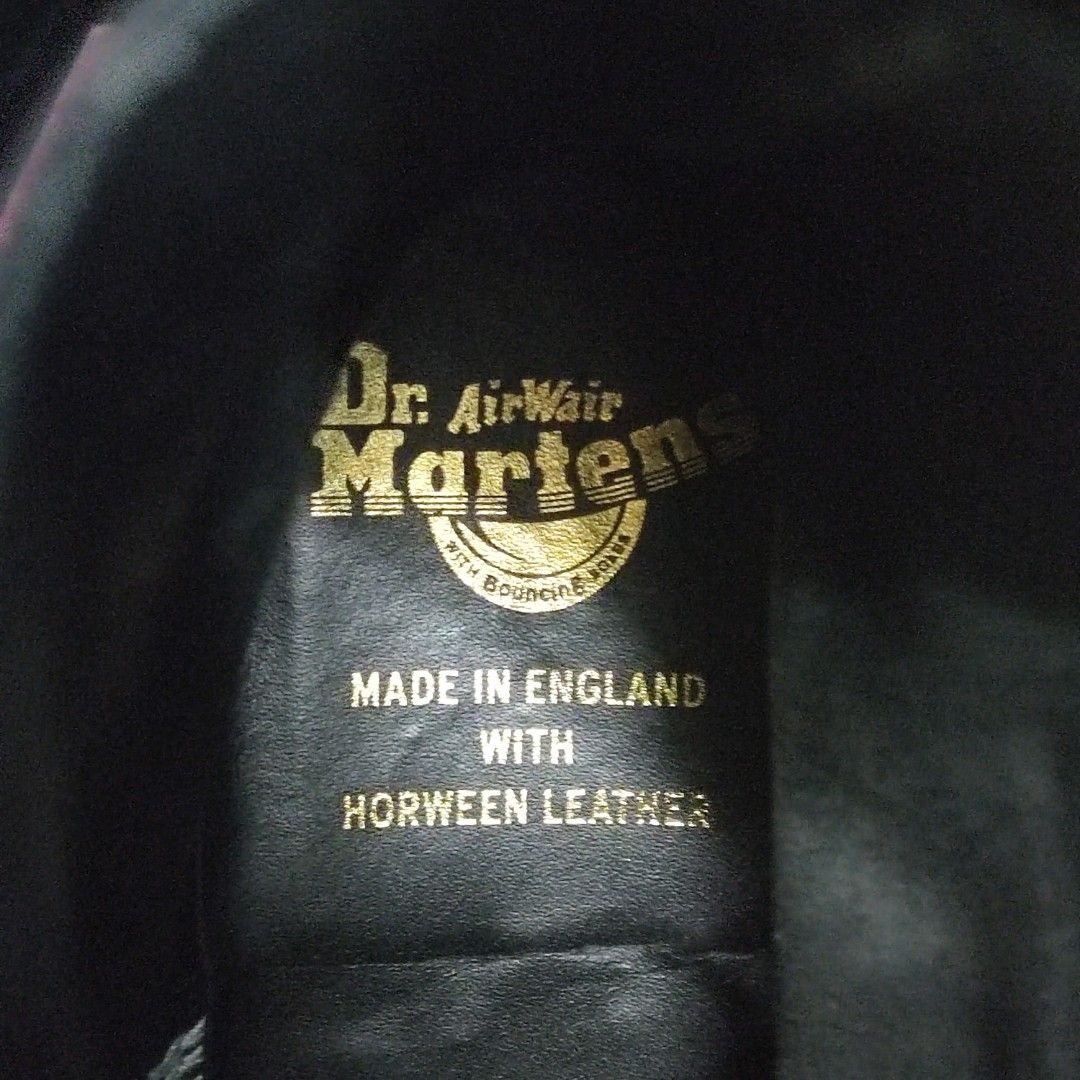 Dr. AirWair
Martens
WITH BOUNCING SOLES
MADE IN ENGLAND
WITH
HORWEEN LEATHER